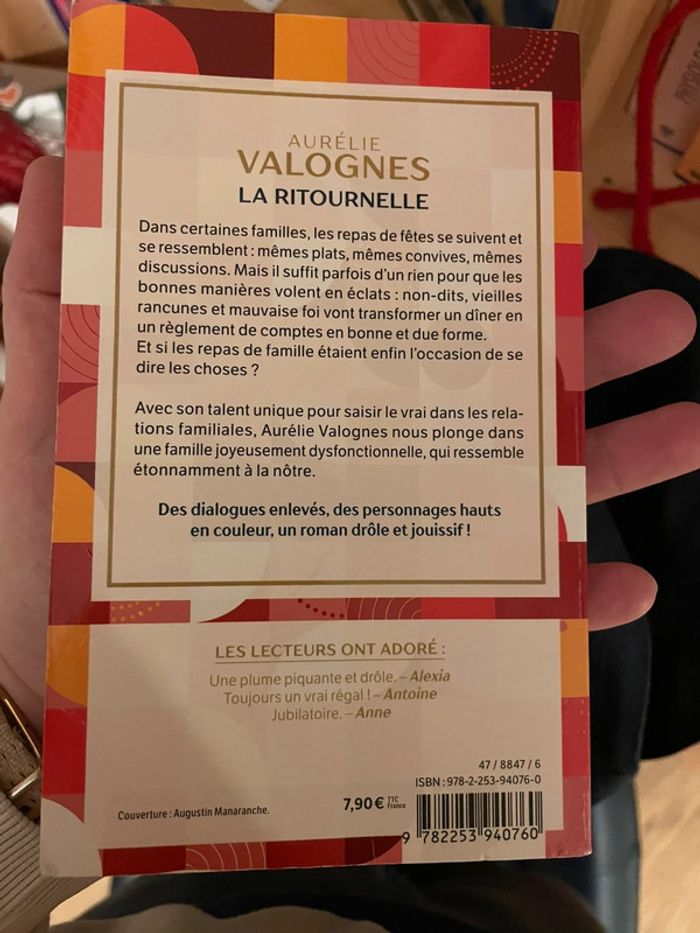 AURÉLIE
VALOGNES
LA RITOURNELLE
Dans certaines familles, les repas de fêtes se suivent et
se ressemblent : mêmes plats, mêmes convives, mêmes
discussions. Mais il suffit parfois d'un rien pour que les
bonnes manières volent en éclats : non-dits, vieilles
rancunes et mauvaise foi vont transformer un dîner en
un règlement de comptes en bonne et due forme.
Et si les repas de famille étaient enfin l'occasion de se
dire les choses ?
Avec son talent unique pour saisir le vrai dans les rela-
tions familiales, Aurélie Valognes nous plonge dans
une famille joyeusement dysfonctionnelle, qui ressemble
étonnamment à la nôtre.
Des dialogues enlevés, des personnages hauts
en couleur, un roman drôle et jouissif !
LES LECTEURS ONT ADORÉ :
Une plume piquante et drôle. – Alexia
Toujours un vrai régal ! – Antoine
Jubilatoire. – Anne
47 / 8847 / 6
ISBN : 978-2-253-94076-0
Couverture : Augustin Manaranche.
7,90 € TTC France
9 782253 940760